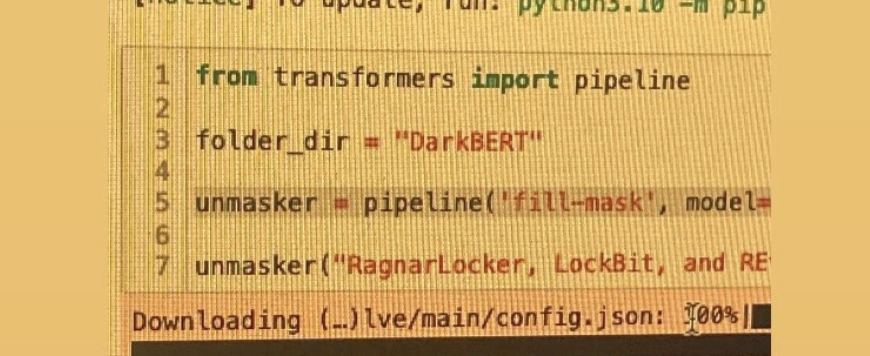 [notice] To update, run: python3.10 -m pip
1 from transformers import pipeline
2
3 folder_dir = "DarkBERT"
4
5 unmasker = pipeline('fill-mask', model=
6
7 unmasker("RagnarLocker, LockBit, and RE
Downloading (…)lve/main/config.json: 100%